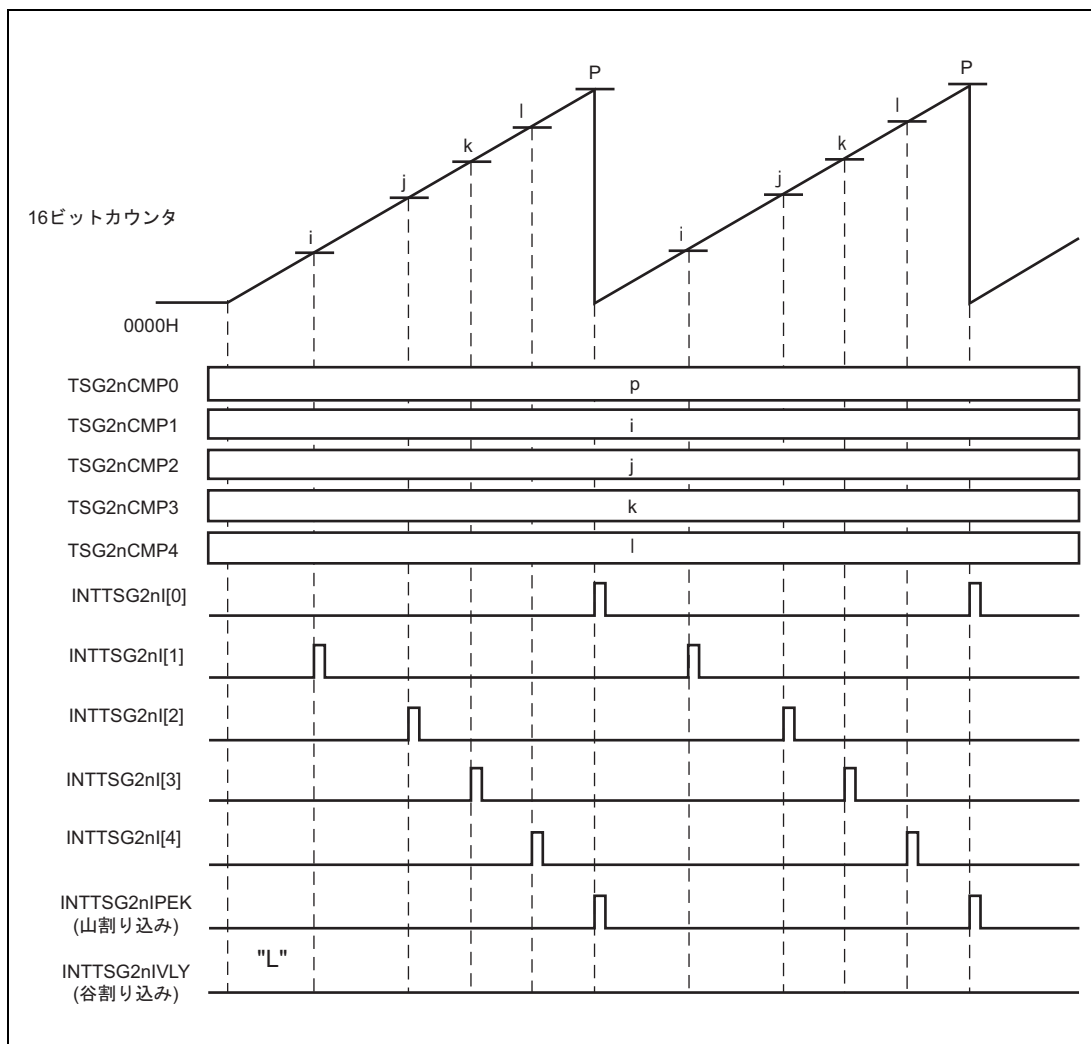 P
P
l
l
k
k
j
j
16ビットカウンタ
i
i
0000H
TSG2nCMP0
p
TSG2nCMP1
i
TSG2nCMP2
j
TSG2nCMP3
k
TSG2nCMP4
l
INTTSG2nI[0]
INTTSG2nI[1]
INTTSG2nI[2]
INTTSG2nI[3]
INTTSG2nI[4]
INTTSG2nIPEK
(山割り込み)
"L"
INTTSG2nIVLY
(谷割り込み)